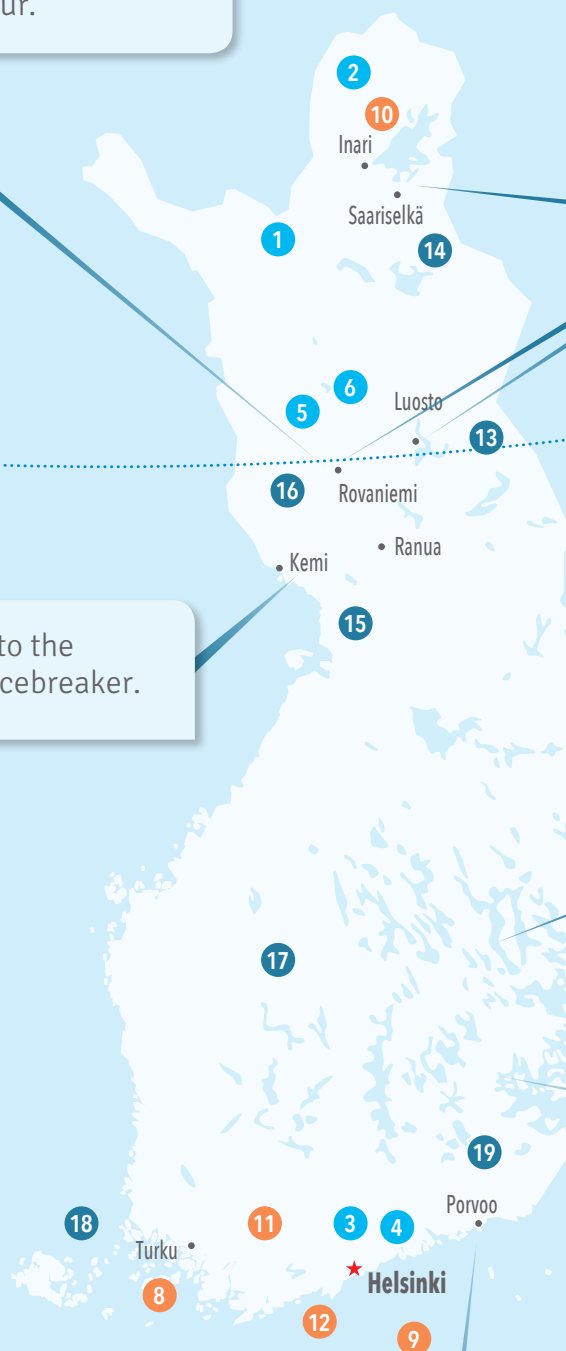 ur.
2
10
Inari
Saariselkä
1
14
6
5
Luosto
13
16
Rovaniemi
Ranua
Kemi
15
to the
cebreaker.
17
19
Porvoo
18
11
3
4
Turku
Helsinki
8
12
9